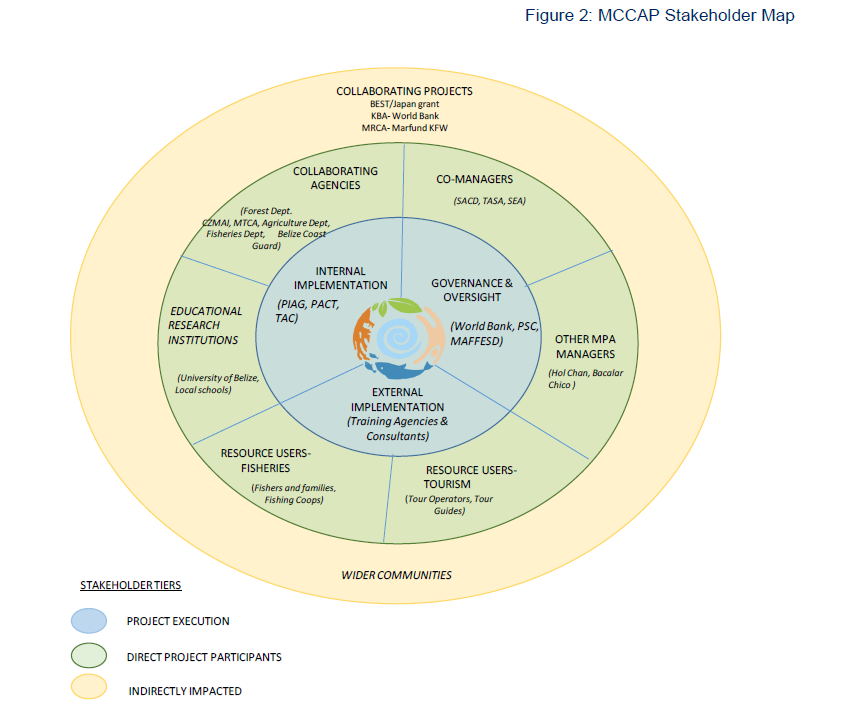 Figure 2: MCCAP Stakeholder Map
COLLABORATING PROJECTS
BEST/Japan grant
KBA- World Bank
MRCA- Marfund KFW
COLLABORATING
AGENCIES
(Forest Dept.
CZMAI, MTCA, Agriculture Dept,
Fisheries Dept, Belize Coast
Guard)
CO-MANAGERS
(SACD, TASA, SEA)
INTERNAL
IMPLEMENTATION
(PIAG, PACT,
TAC)
GOVERNANCE &
OVERSIGHT
(World Bank, PSC,
MAFFESD)
EDUCATIONAL
RESEARCH
INSTITUTIONS
(University of Belize,
Local schools)
OTHER MPA
MANAGERS
(Hol Chan, Bacalar
Chico )
EXTERNAL
IMPLEMENTATION
(Training Agencies &
Consultants)
RESOURCE USERS-
FISHERIES
(Fishers and families,
Fishing Coops)
RESOURCE USERS-
TOURISM
(Tour Operators, Tour
Guides)
WIDER COMMUNITIES
STAKEHOLDER TIERS
PROJECT EXECUTION
DIRECT PROJECT PARTICIPANTS
INDIRECTLY IMPACTED